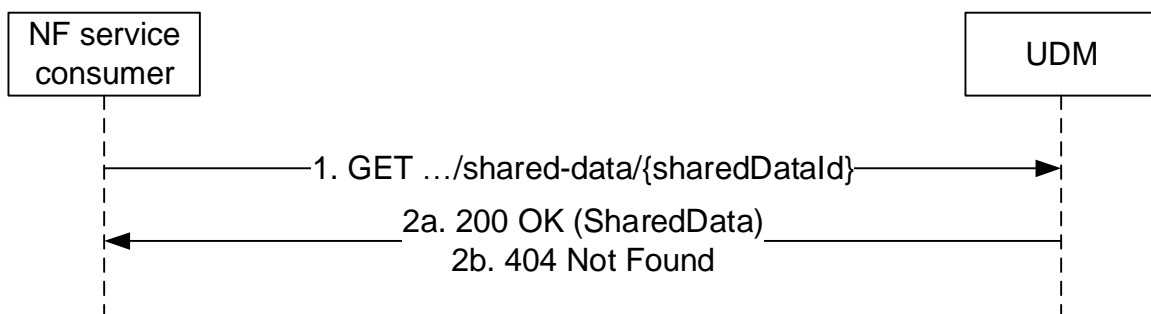 NF service
consumer
UDM
1. GET …/shared-data/{sharedDataId}
2a. 200 OK (SharedData)
2b. 404 Not Found